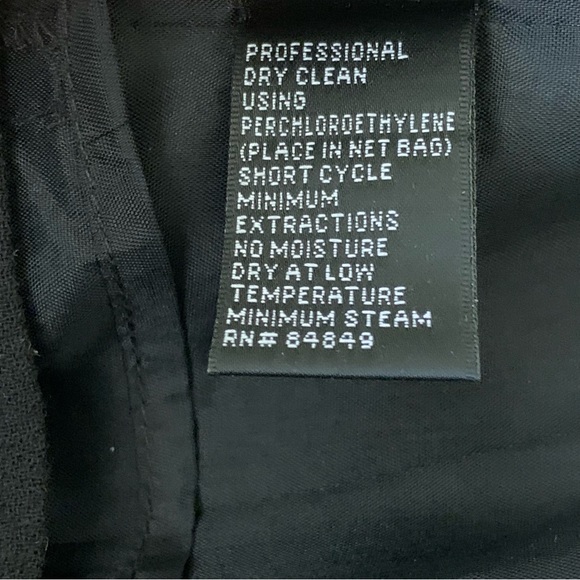 PROFESSIONAL
DRY CLEAN
USING
PERCHLOROETHYLENE
(PLACE IN NET BAG)
SHORT CYCLE
MINIMUM
EXTRACTIONS
NO MOISTURE
DRY AT LOW
TEMPERATURE
MINIMUM STEAM
RN# 84849